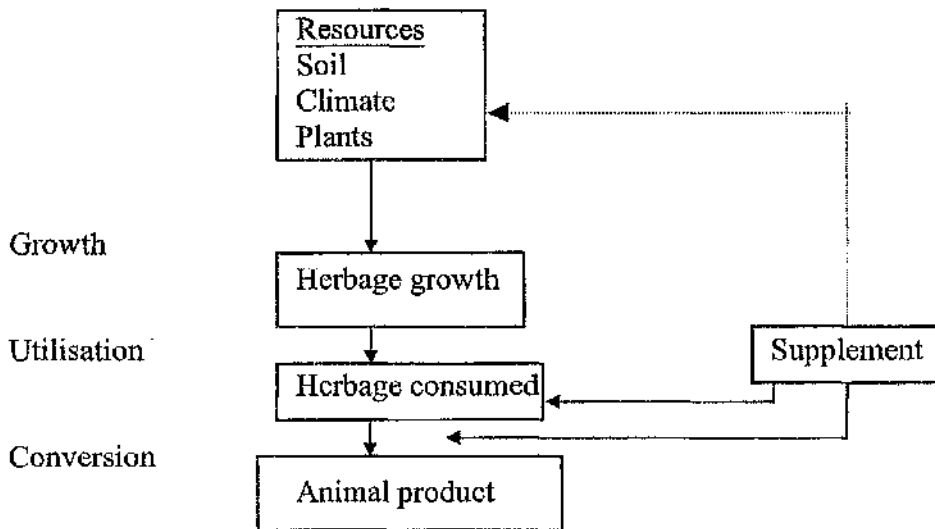 Resources
Soil
Climate
Plants
Growth
Herbage growth
Utilisation
Supplement
Herbage consumed
Conversion
Animal product